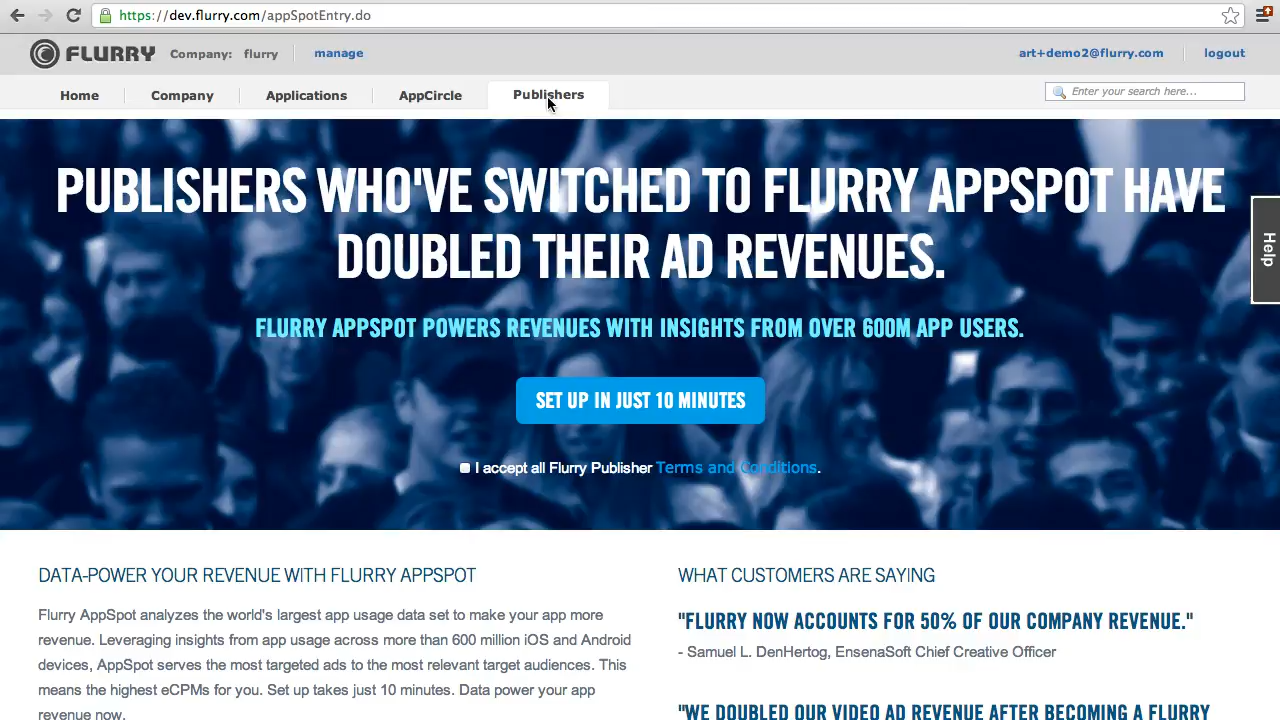 https://dev.flurry.com/appSpotEntry.do
FLURRY Company: flurry manage art+demo2@flurry.com logout
Home Company Applications AppCircle Publishers Enter your search here...
PUBLISHERS WHO'VE SWITCHED TO FLURRY APPSPOT HAVE
DOUBLED THEIR AD REVENUES.
Help
FLURRY APPSPOT POWERS REVENUES WITH INSIGHTS FROM OVER 600M APP USERS.
SET UP IN JUST 10 MINUTES
I accept all Flurry Publisher Terms and Conditions.
DATA-POWER YOUR REVENUE WITH FLURRY APPSPOT
Flurry AppSpot analyzes the world's largest app usage data set to make your app more
revenue. Leveraging insights from app usage across more than 600 million iOS and Android
devices, AppSpot serves the most targeted ads to the most relevant target audiences. This
means the highest eCPMs for you. Set up takes just 10 minutes. Data power your app
revenue now.
WHAT CUSTOMERS ARE SAYING
"FLURRY NOW ACCOUNTS FOR 50% OF OUR COMPANY REVENUE."
- Samuel L. DenHertog, EnsenaSoft Chief Creative Officer
"WE DOUBLED OUR VIDEO AD REVENUE AFTER BECOMING A FLURRY